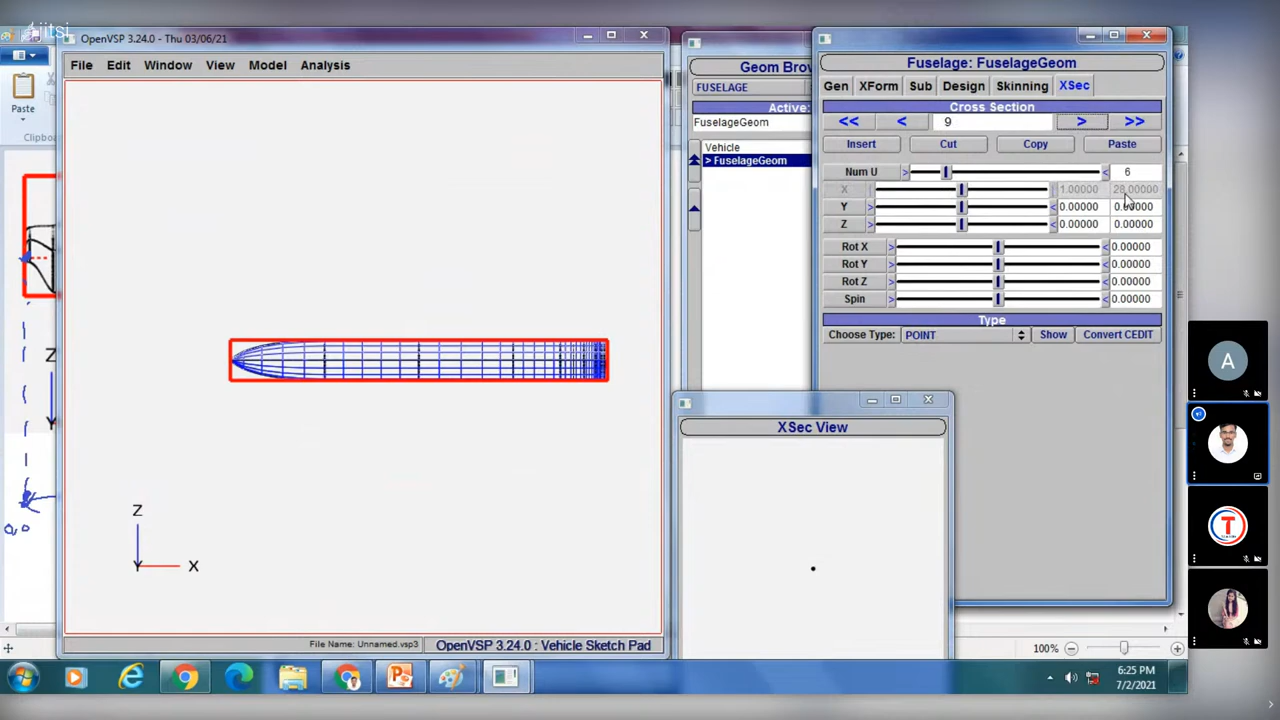 jitsi
OpenVSP 3.24.0 - Thu 03/06/21
File Edit Window View Model Analysis
Paste
Clipboa
Z
Y
0,0
Z
Y X
File Name: Unnamed.vsp3
OpenVSP 3.24.0 : Vehicle Sketch Pad
Geom Brow
FUSELAGE
Active:
FuselageGeom
Vehicle
> FuselageGeom
Fuselage: FuselageGeom
Gen XForm Sub Design Skinning XSec
Cross Section
<< < 9 > >>
Insert Cut Copy Paste
Num U > < 6
X 1.00000 28.00000
Y > < 0.00000 0.00000
Z > < 0.00000 0.00000
Rot X > < 0.00000
Rot Y > < 0.00000
Rot Z > < 0.00000
Spin > < 0.00000
Type
Choose Type: POINT Show Convert CEDIT
XSec View
A
T
100%
6:25 PM
7/2/2021